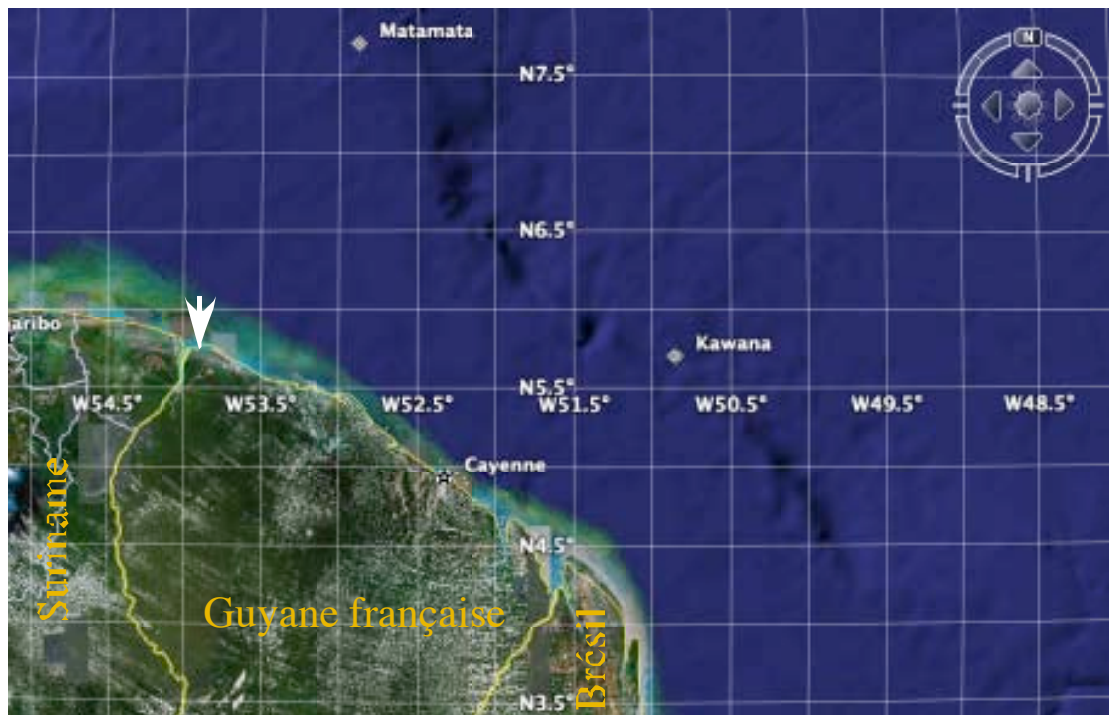 Matamata
N
N7.5°
N6.5°
aribo
Kawana
N5.5°
W54.5°
W53.5°
W52.5°
W51.5°
W50.5°
W49.5°
W48.5°
Cayenne
Suriname
N4.5°
Guyane française
Brésil
N3.5°